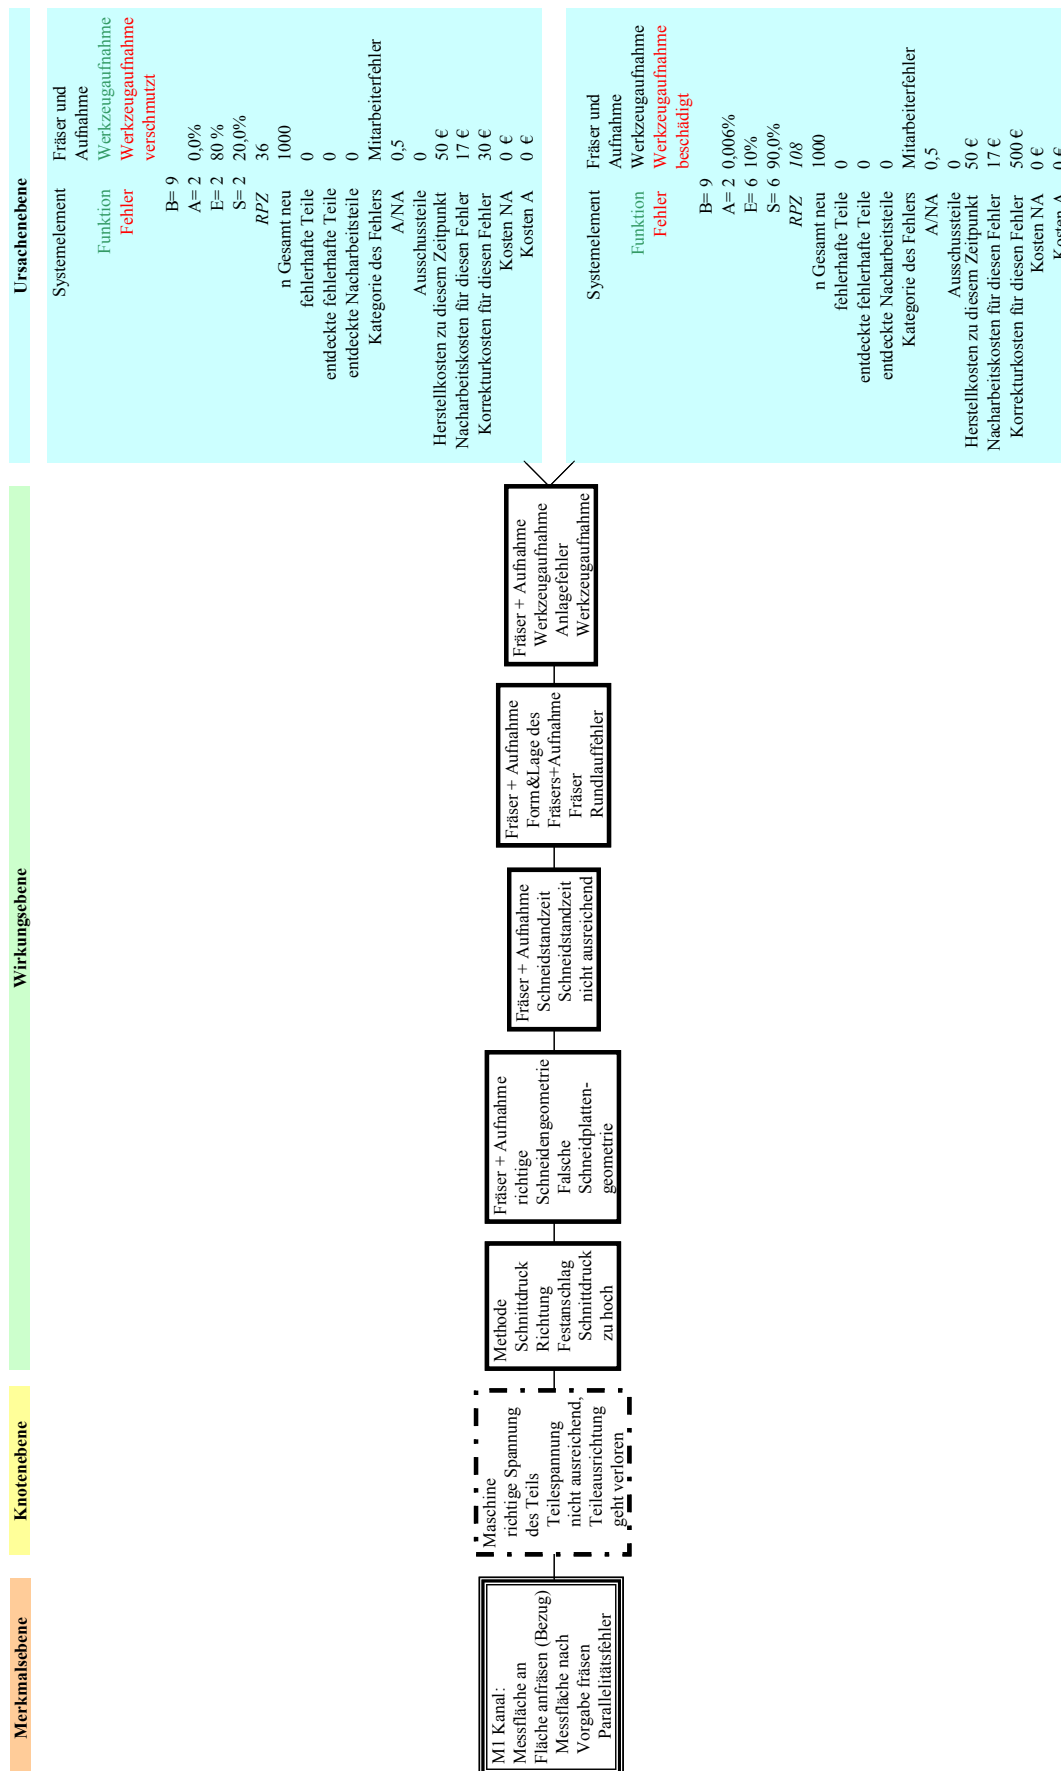 Merkmalsebene
Knotenebene
Wirkungsebene
Ursachenebene
M1 Kanal:
Messfläche an
Fläche anfräsen (Bezug)
Messfläche nach
Vorgabe fräsen
Parallelitätsfehler
Maschine
richtige Spannung
des Teils
Teilespannung
nicht ausreichend,
Teileausrichtung
geht verloren
Methode
Schnittdruck
Richtung
Festanschlag
Schnittdruck
zu hoch
Fräser + Aufnahme
richtige
Schneidengeometrie
Falsche
Schneidplatten-
geometrie
Fräser + Aufnahme
Schneidstandzeit
Schneidstandzeit
nicht ausreichend
Fräser + Aufnahme
Form&Lage des
Fräsers+Aufnahme
Fräser
Rundlauffehler
Fräser + Aufnahme
Werkzeugaufnahme
Anlagefehler
Werkzeugaufnahme
Systemelement Fräser und
Aufnahme
Funktion Werkzeugaufnahme
Fehler Werkzeugaufnahme
verschmutzt
B= 9
A= 2 0,0%
E= 2 80 %
S= 2 20,0%
RPZ 36
n Gesamt neu 1000
fehlerhafte Teile 0
entdeckte fehlerhafte Teile 0
entdeckte Nacharbeitsteile 0
Kategorie des Fehlers Mitarbeiterfehler
A/NA 0,5
Ausschussteile 0
Herstellkosten zu diesem Zeitpunkt 50 €
Nacharbeitskosten für diesen Fehler 17 €
Korrekturkosten für diesen Fehler 30 €
Kosten NA 0 €
Kosten A 0 €
Systemelement Fräser und
Aufnahme
Funktion Werkzeugaufnahme
Fehler Werkzeugaufnahme
beschädigt
B= 9
A= 2 0,006%
E= 6 10%
S= 6 90,0%
RPZ 108
n Gesamt neu 1000
fehlerhafte Teile 0
entdeckte fehlerhafte Teile 0
entdeckte Nacharbeitsteile 0
Kategorie des Fehlers Mitarbeiterfehler
A/NA 0,5
Ausschussteile 0
Herstellkosten zu diesem Zeitpunkt 50 €
Nacharbeitskosten für diesen Fehler 17 €
Korrekturkosten für diesen Fehler 500 €
Kosten NA 0 €
Kosten A 0 €